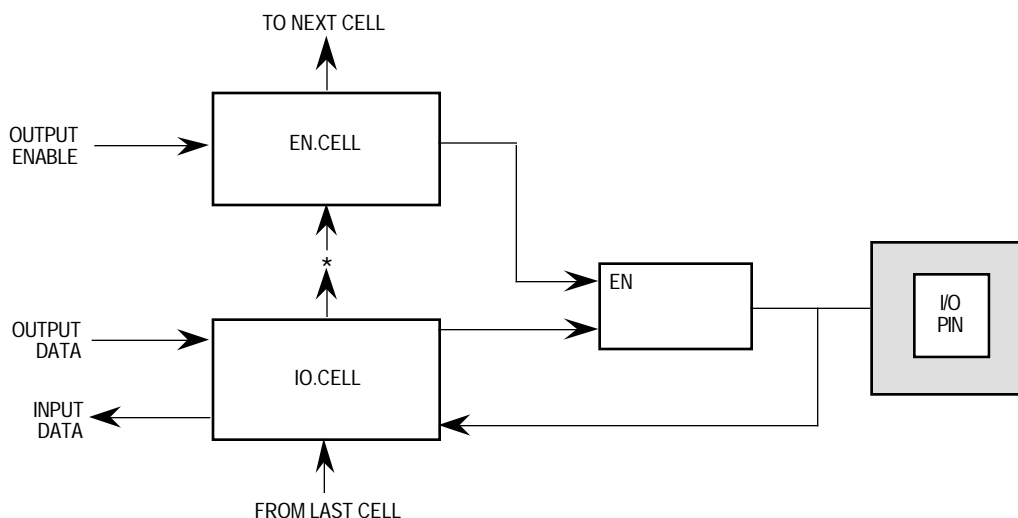 TO NEXT CELL
OUTPUT
ENABLE
EN.CELL
*
EN
I/O
PIN
OUTPUT
DATA
IO.CELL
INPUT
DATA
FROM LAST CELL